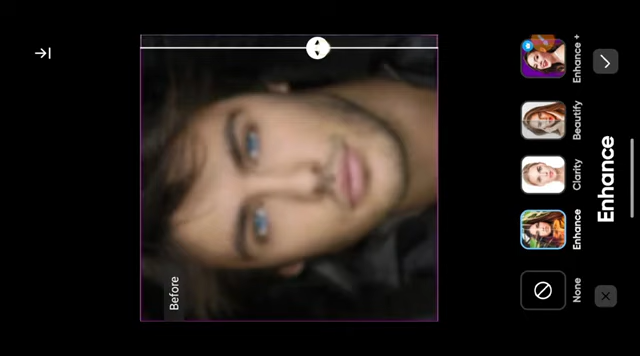 Before
Enhance
None
Enhance
Clarity
Beautify
Enhance +